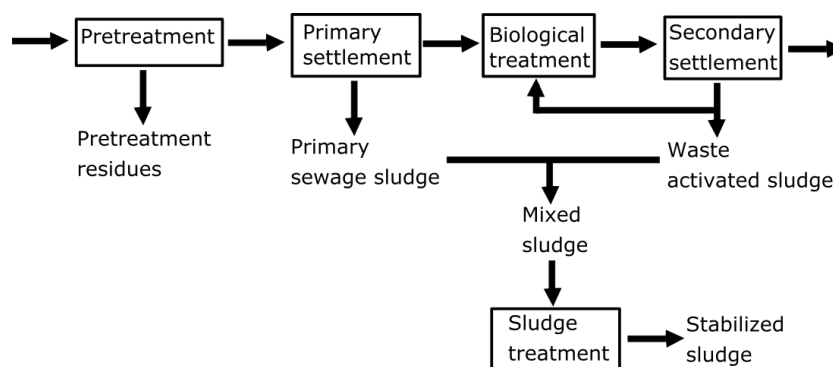 Pretreatment
Primary
settlement
Biological
treatment
Secondary
settlement
Pretreatment
residues
Primary
sewage sludge
Waste
activated sludge
Mixed
sludge
Sludge
treatment
Stabilized
sludge